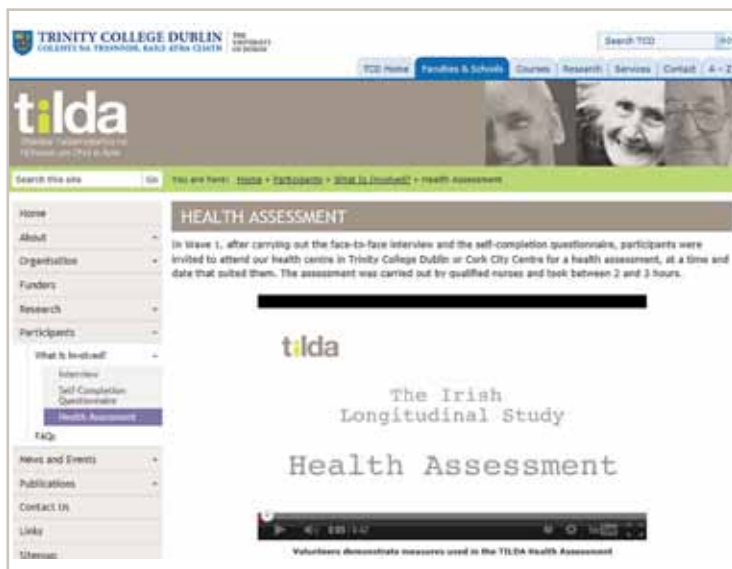 TRINITY COLLEGE DUBLIN
COLÁISTE NA TRÍONÓIDE, BAILE ÁTHA CLIATH
THE UNIVERSITY OF DUBLIN
Search TCD
TCD Home
Faculties & Schools
Courses
Research
Services
Contact
A – Z
tilda
Search this site
Go
You are here: Home » Participants » What Is Involved? » Health Assessment
Home
About
Organisation
Funders
Research
Participants
What Is Involved?
Interview
Self-Completion
Questionnaire
Health Assessment
FAQs
News and Events
Publications
Contact Us
Links
Sitemap
HEALTH ASSESSMENT
In Wave 1, after carrying out the face-to-face interview and the self-completion questionnaire, participants were
invited to attend our health centre in Trinity College Dublin or Cork City Centre for a health assessment, at a time and
date that suited them. The assessment was carried out by qualified nurses and took between 2 and 3 hours.
tilda
The Irish
Longitudinal Study
Health Assessment
Volunteers demonstrate measures used in the TILDA Health Assessment